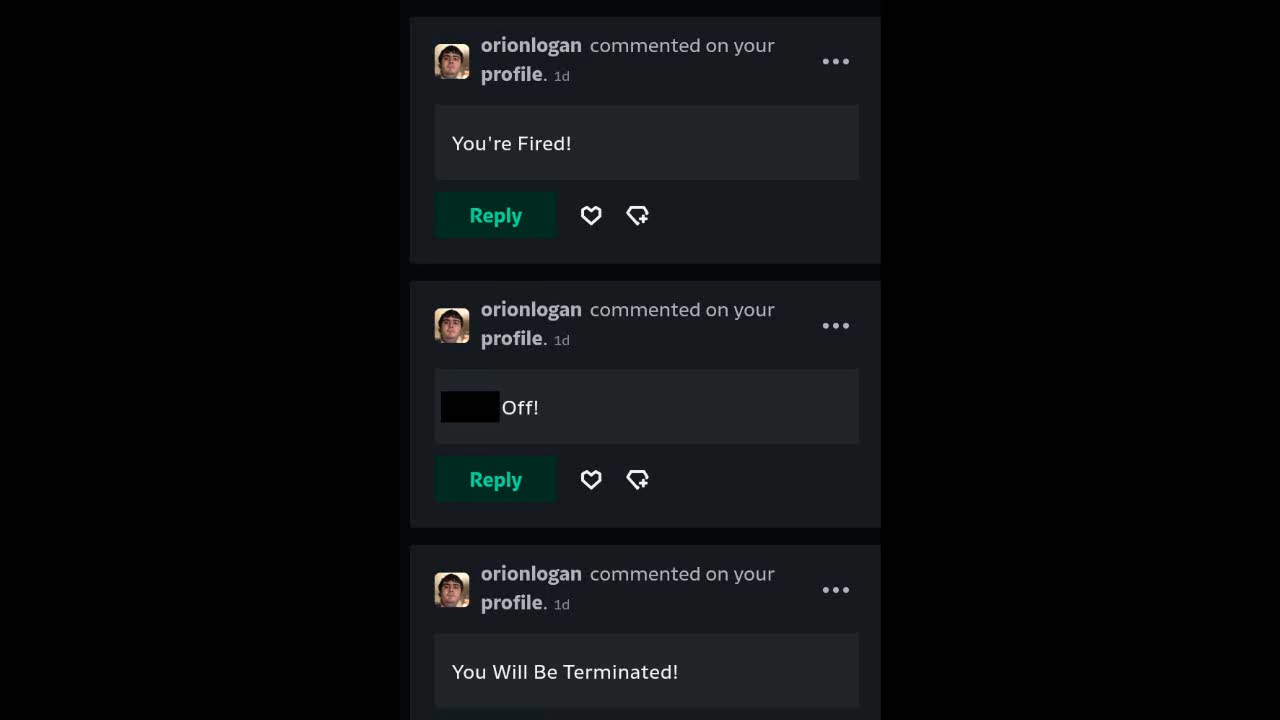 orionlogan commented on your
profile. 1d
You're Fired!
Reply
orionlogan commented on your
profile. 1d
Off!
Reply
orionlogan commented on your
profile. 1d
You Will Be Terminated!